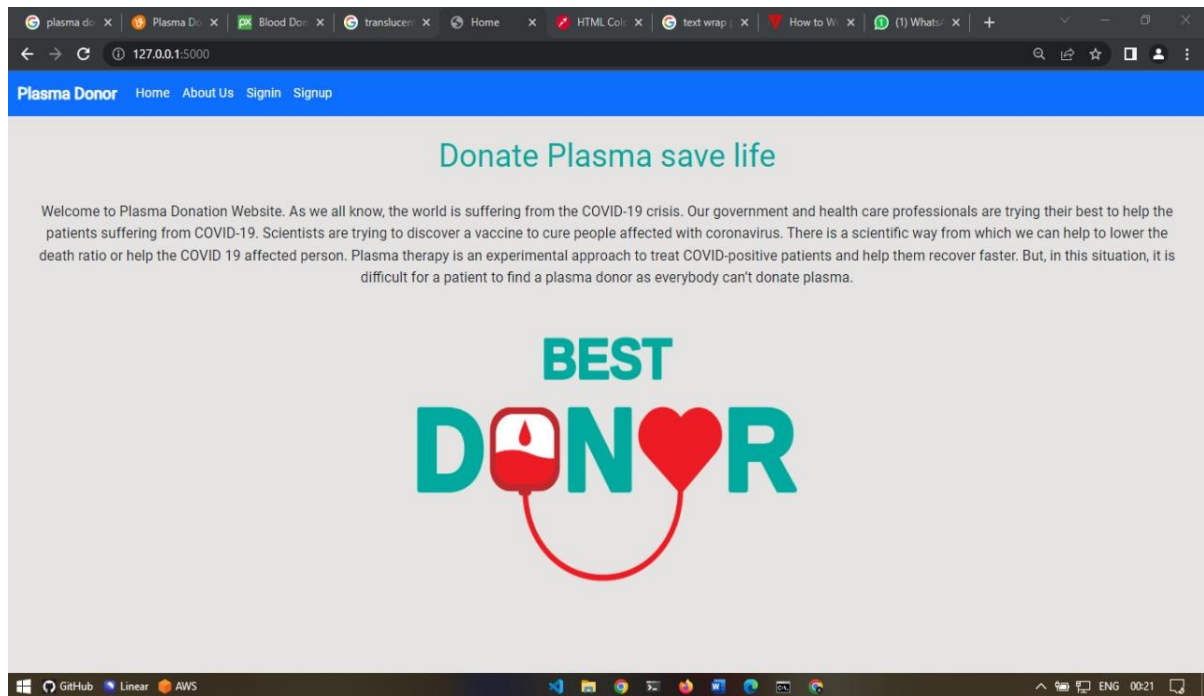 plasma do
Plasma Do
Blood Don
translucen
Home
HTML Colo
text wrap
How to W
(1) Whats
127.0.0.1:5000
Plasma Donor Home About Us Signin Signup
Donate Plasma save life
Welcome to Plasma Donation Website. As we all know, the world is suffering from the COVID-19 crisis. Our government and health care professionals are trying their best to help the
patients suffering from COVID-19. Scientists are trying to discover a vaccine to cure people affected with coronavirus. There is a scientific way from which we can help to lower the
death ratio or help the COVID 19 affected person. Plasma therapy is an experimental approach to treat COVID-positive patients and help them recover faster. But, in this situation, it is
difficult for a patient to find a plasma donor as everybody can't donate plasma.
BEST
DONOR
GitHub Linear AWS ENG 00:21